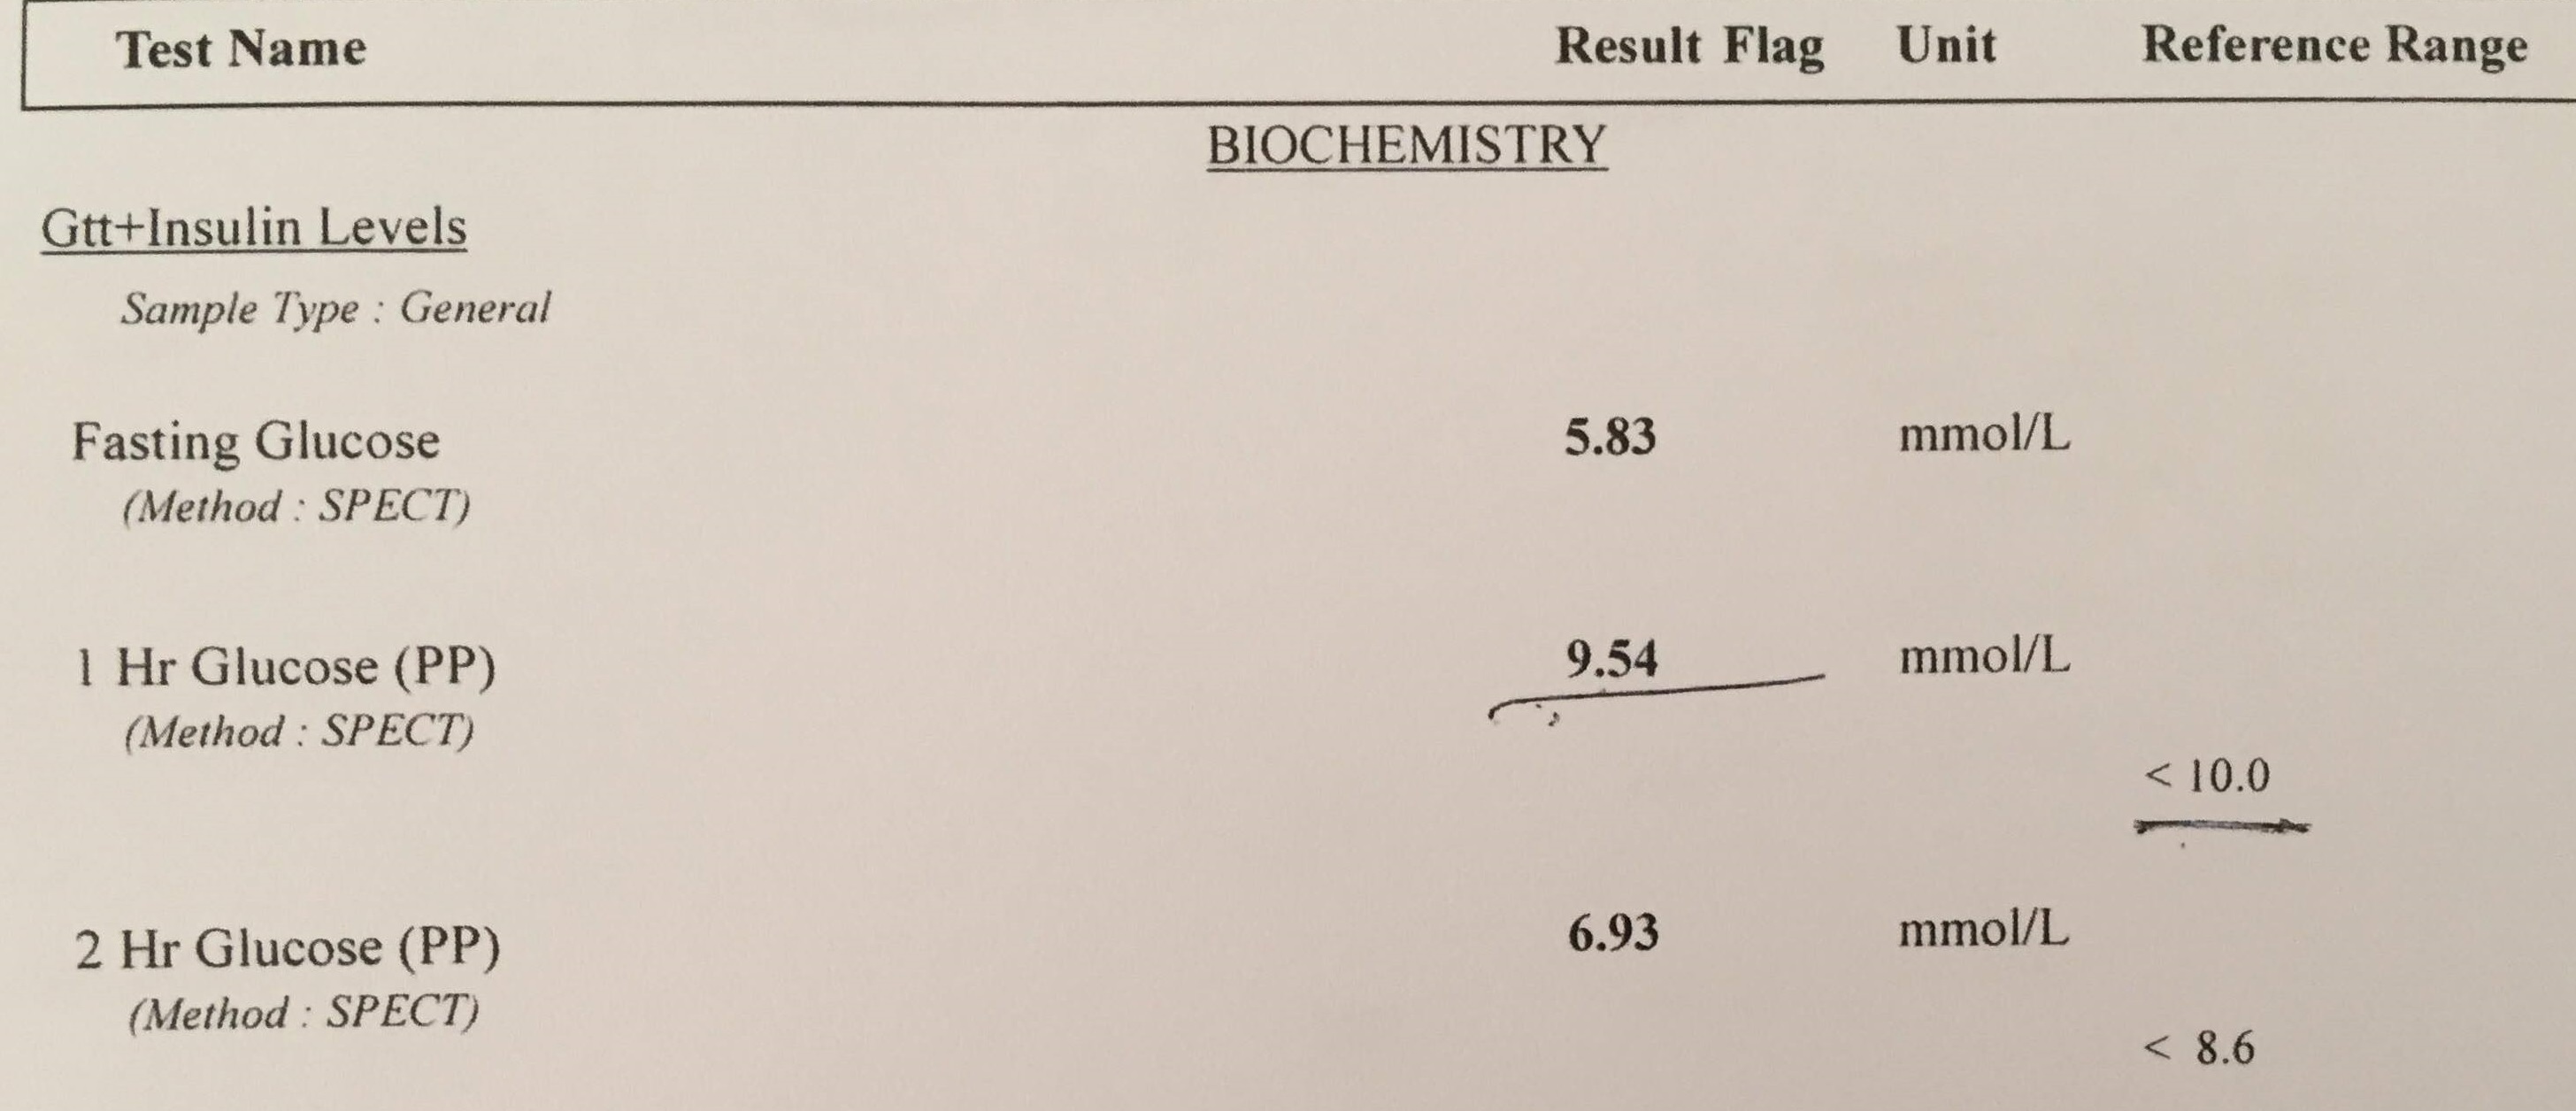 Test Name Result Flag Unit Reference Range
BIOCHEMISTRY
Gtt+Insulin Levels
Sample Type : General
Fasting Glucose 5.83 mmol/L
(Method : SPECT)
1 Hr Glucose (PP) 9.54 mmol/L
(Method : SPECT)
< 10.0
2 Hr Glucose (PP) 6.93 mmol/L
(Method : SPECT)
< 8.6